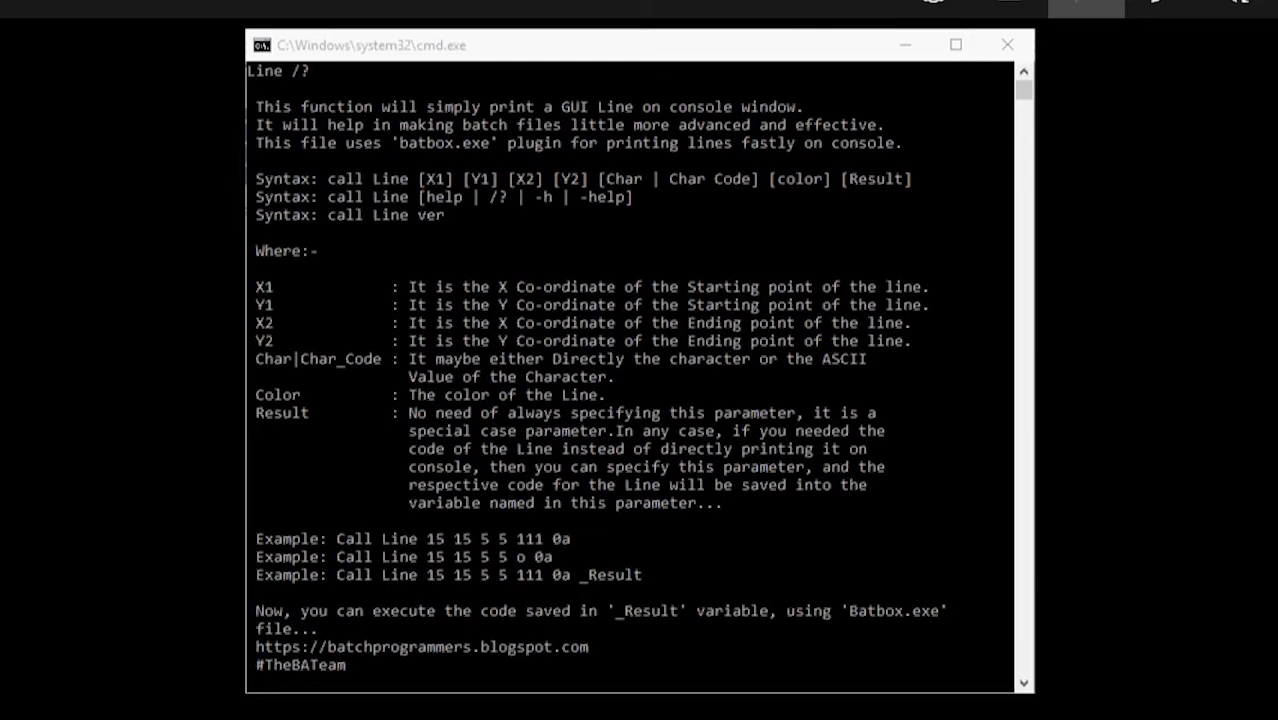 C:\Windows\system32\cmd.exe
Line /?
This function will simply print a GUI Line on console window.
It will help in making batch files little more advanced and effective.
This file uses 'batbox.exe' plugin for printing lines fastly on console.
Syntax: call Line [X1] [Y1] [X2] [Y2] [Char | Char Code] [color] [Result]
Syntax: call Line [help | /? | -h | -help]
Syntax: call Line ver
Where:-
X1 : It is the X Co-ordinate of the Starting point of the line.
Y1 : It is the Y Co-ordinate of the Starting point of the line.
X2 : It is the X Co-ordinate of the Ending point of the line.
Y2 : It is the Y Co-ordinate of the Ending point of the line.
Char|Char_Code : It maybe either Directly the character or the ASCII
Value of the Character.
Color : The color of the Line.
Result : No need of always specifying this parameter, it is a
special case parameter.In any case, if you needed the
code of the Line instead of directly printing it on
console, then you can specify this parameter, and the
respective code for the Line will be saved into the
variable named in this parameter...
Example: Call Line 15 15 5 5 111 0a
Example: Call Line 15 15 5 5 o 0a
Example: Call Line 15 15 5 5 111 0a _Result
Now, you can execute the code saved in '_Result' variable, using 'Batbox.exe'
file...
https://batchprogrammers.blogspot.com
#TheBATeam